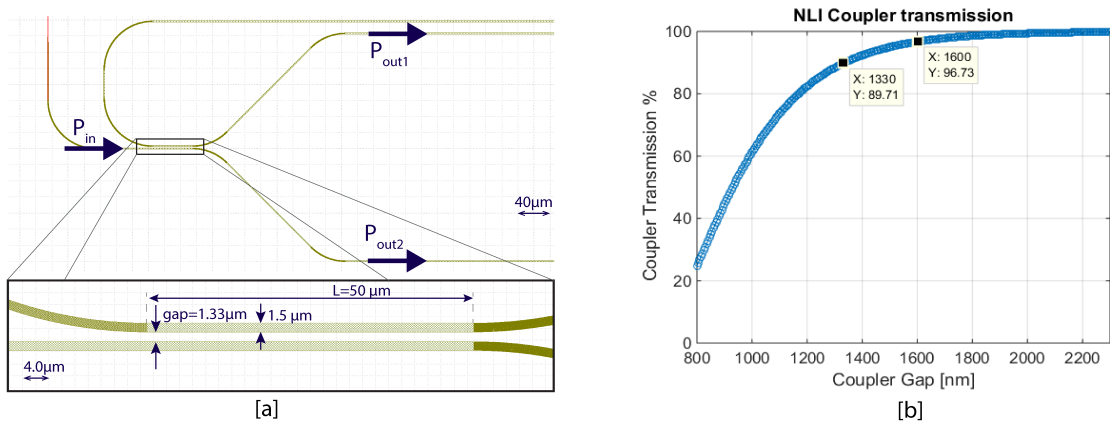 P_in
P_out1
P_out2
40μm
L=50 μm
gap=1.33μm
1.5 μm
4.0μm
[a]
NLI Coupler transmission
Coupler Transmission %
100
80
60
40
20
0
X: 1330
Y: 89.71
X: 1600
Y: 96.73
800 1000 1200 1400 1600 1800 2000 2200
Coupler Gap [nm]
[b]